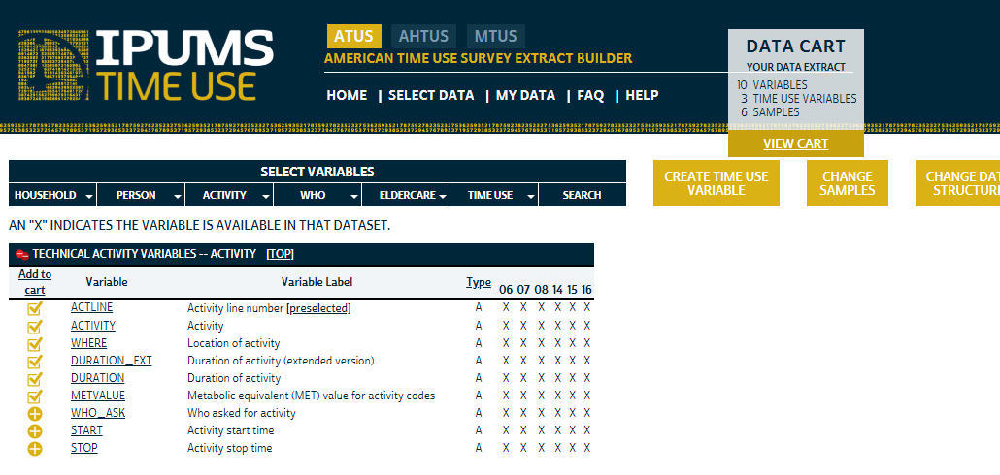 IPUMS
TIME USE
ATUS AHTUS MTUS
AMERICAN TIME USE SURVEY EXTRACT BUILDER
HOME | SELECT DATA | MY DATA | FAQ | HELP
DATA CART
YOUR DATA EXTRACT
10 VARIABLES
3 TIME USE VARIABLES
6 SAMPLES
VIEW CART
SELECT VARIABLES
HOUSEHOLD PERSON ACTIVITY WHO ELDERCARE TIME USE SEARCH
CREATE TIME USE
VARIABLE
CHANGE
SAMPLES
CHANGE DAT
STRUCTUR
AN "X" INDICATES THE VARIABLE IS AVAILABLE IN THAT DATASET.
TECHNICAL ACTIVITY VARIABLES -- ACTIVITY [TOP]
Add to cart Variable Variable Label Type 06 07 08 14 15 16
ACTLINE Activity line number [preselected] A X X X X X X
ACTIVITY Activity A X X X X X X
WHERE Location of activity A X X X X X X
DURATION_EXT Duration of activity (extended version) A X X X X X X
DURATION Duration of activity A X X X X X X
METVALUE Metabolic equivalent (MET) value for activity codes A X X X X X X
WHO_ASK Who asked for activity A X X X X X X
START Activity start time A X X X X X X
STOP Activity stop time A X X X X X X